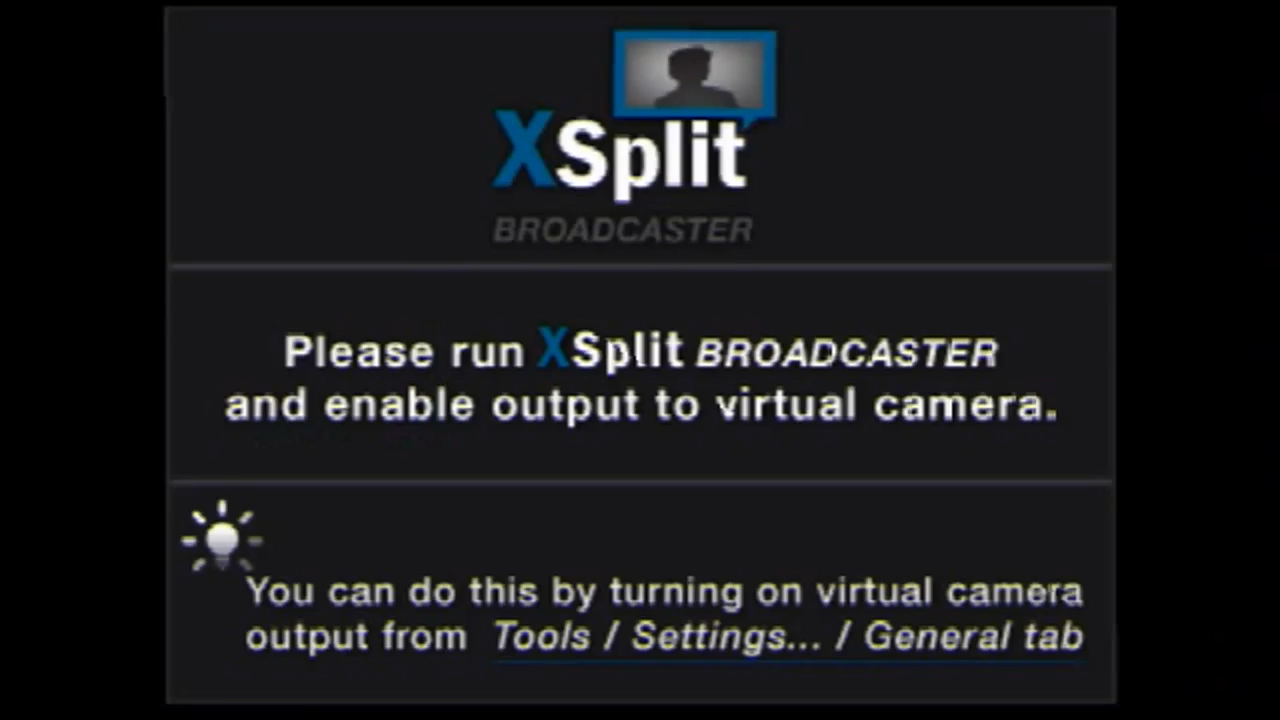 XSplit
BROADCASTER
Please run XSplit BROADCASTER
and enable output to virtual camera.
You can do this by turning on virtual camera
output from Tools / Settings... / General tab